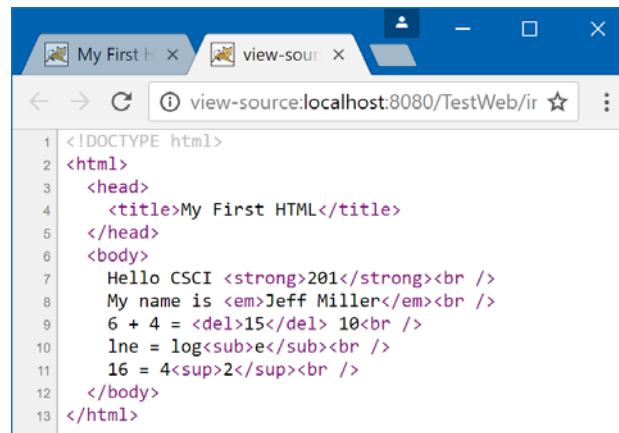 My First H
view-sour
view-source:localhost:8080/TestWeb/ir
1 <!DOCTYPE html>
2 <html>
3 <head>
4 <title>My First HTML</title>
5 </head>
6 <body>
7 Hello CSCI <strong>201</strong><br />
8 My name is <em>Jeff Miller</em><br />
9 6 + 4 = <del>15</del> 10<br />
10 lne = log<sub>e</sub><br />
11 16 = 4<sup>2</sup><br />
12 </body>
13 </html>